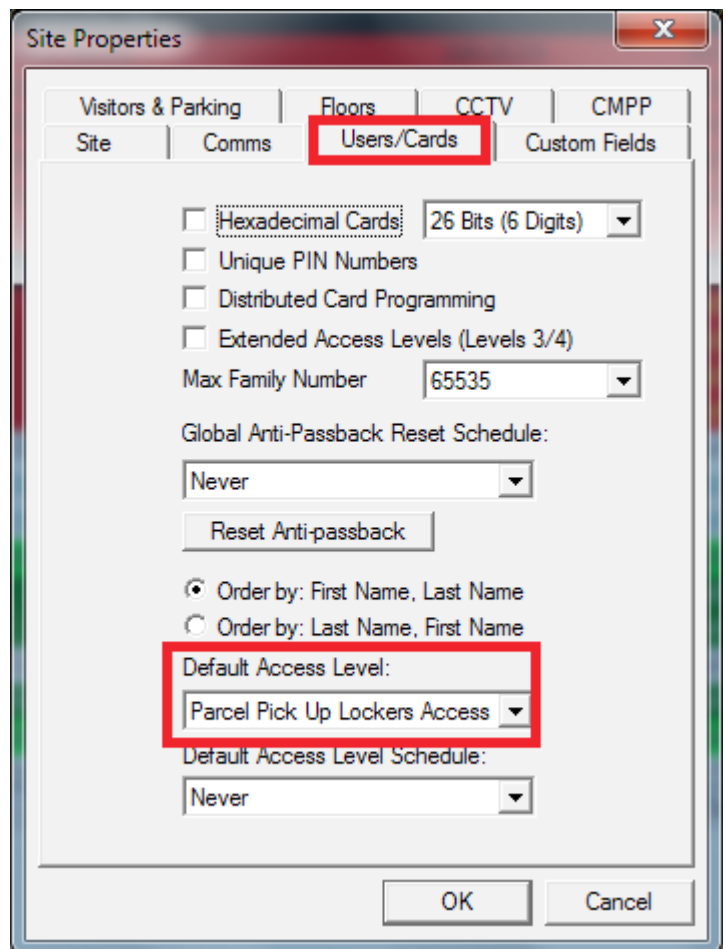 Site Properties
Visitors & Parking Floors CCTV CMPP
Site Comms Users/Cards Custom Fields
Hexadecimal Cards 26 Bits (6 Digits)
Unique PIN Numbers
Distributed Card Programming
Extended Access Levels (Levels 3/4)
Max Family Number 65535
Global Anti-Passback Reset Schedule:
Never
Reset Anti-passback
Order by: First Name, Last Name
Order by: Last Name, First Name
Default Access Level:
Parcel Pick Up Lockers Access
Default Access Level Schedule:
Never
OK Cancel